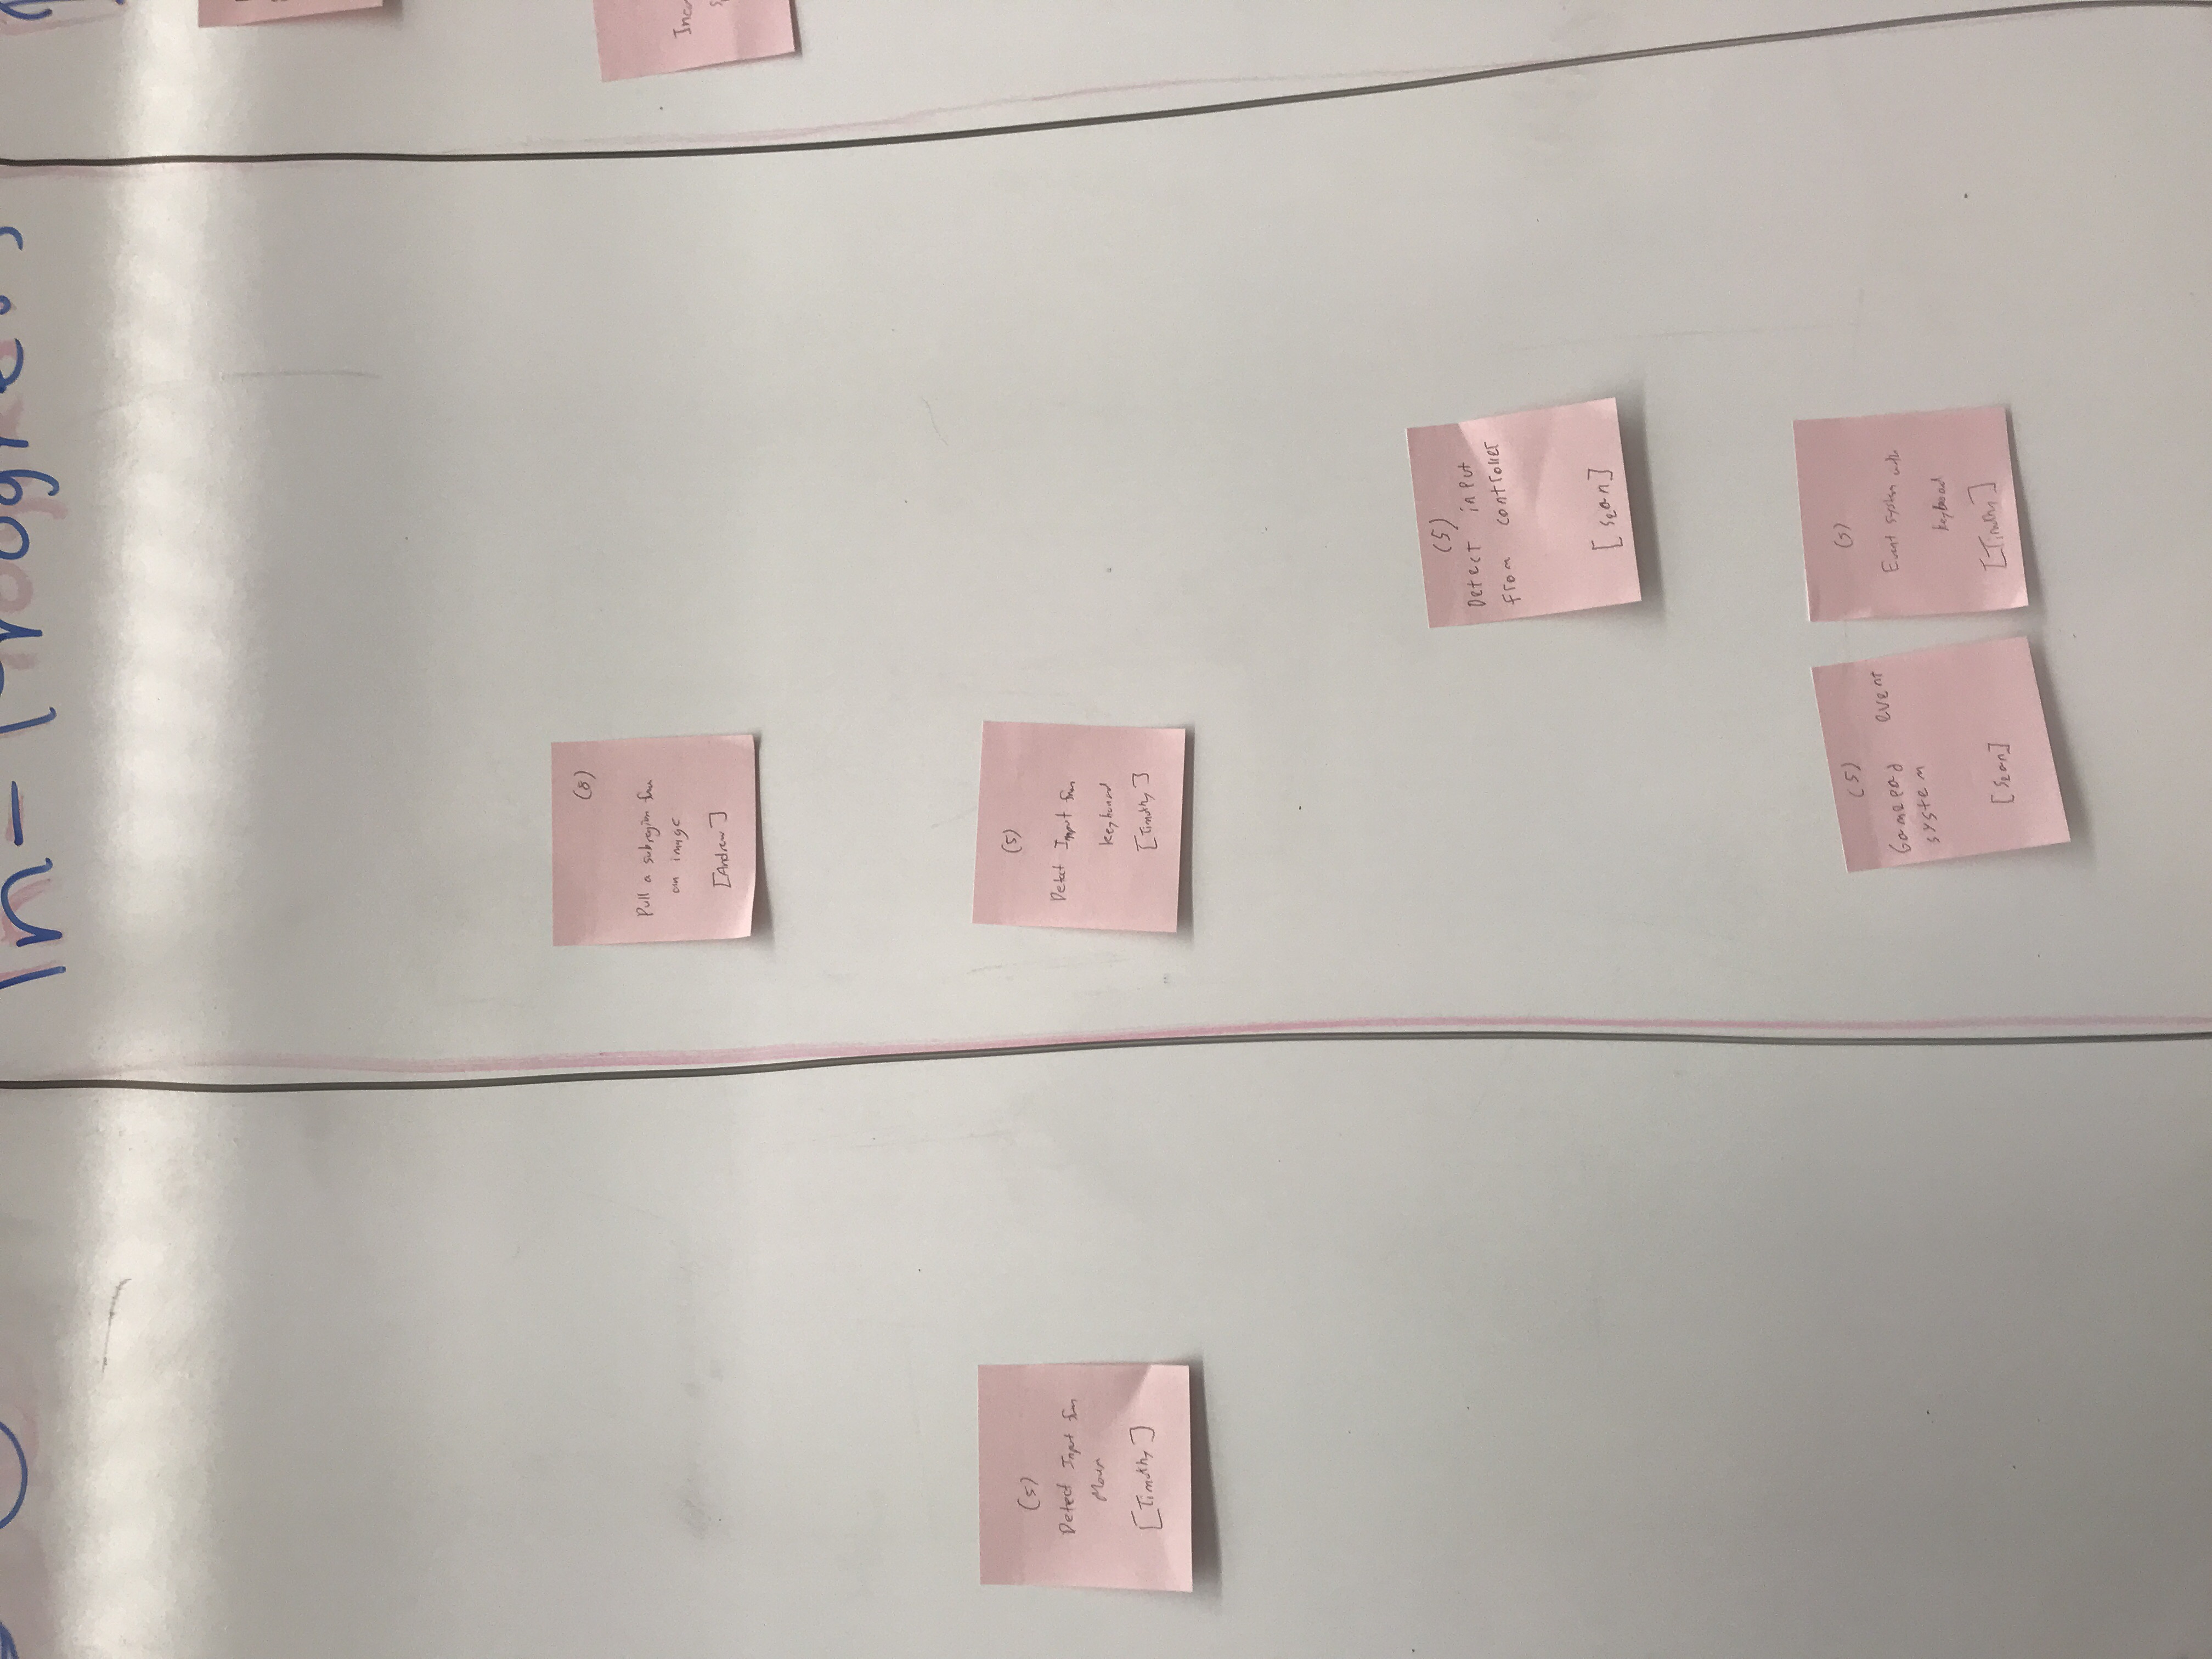 In-Progress
(8)
Pull a subregion from
an image
[Andrew]
(5)
Detect Input from
Mouse
[Timothy]
(5)
Detect Input from
keyboard
[Timothy]
(5)
Detect input
from controller
[Sean]
(5)
Gamepad event
system
[Sean]
(5)
Event system with
keyboard
[Timothy]